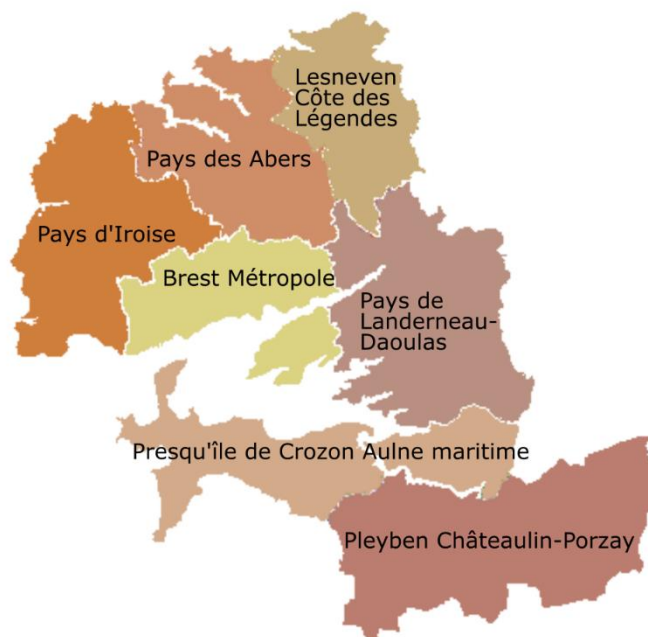 Lesneven
Côte des
Légendes
Pays des Abers
Pays d'Iroise
Brest Métropole
Pays de
Landerneau-
Daoulas
Presqu'île de Crozon Aulne maritime
Pleyben Châteaulin-Porzay